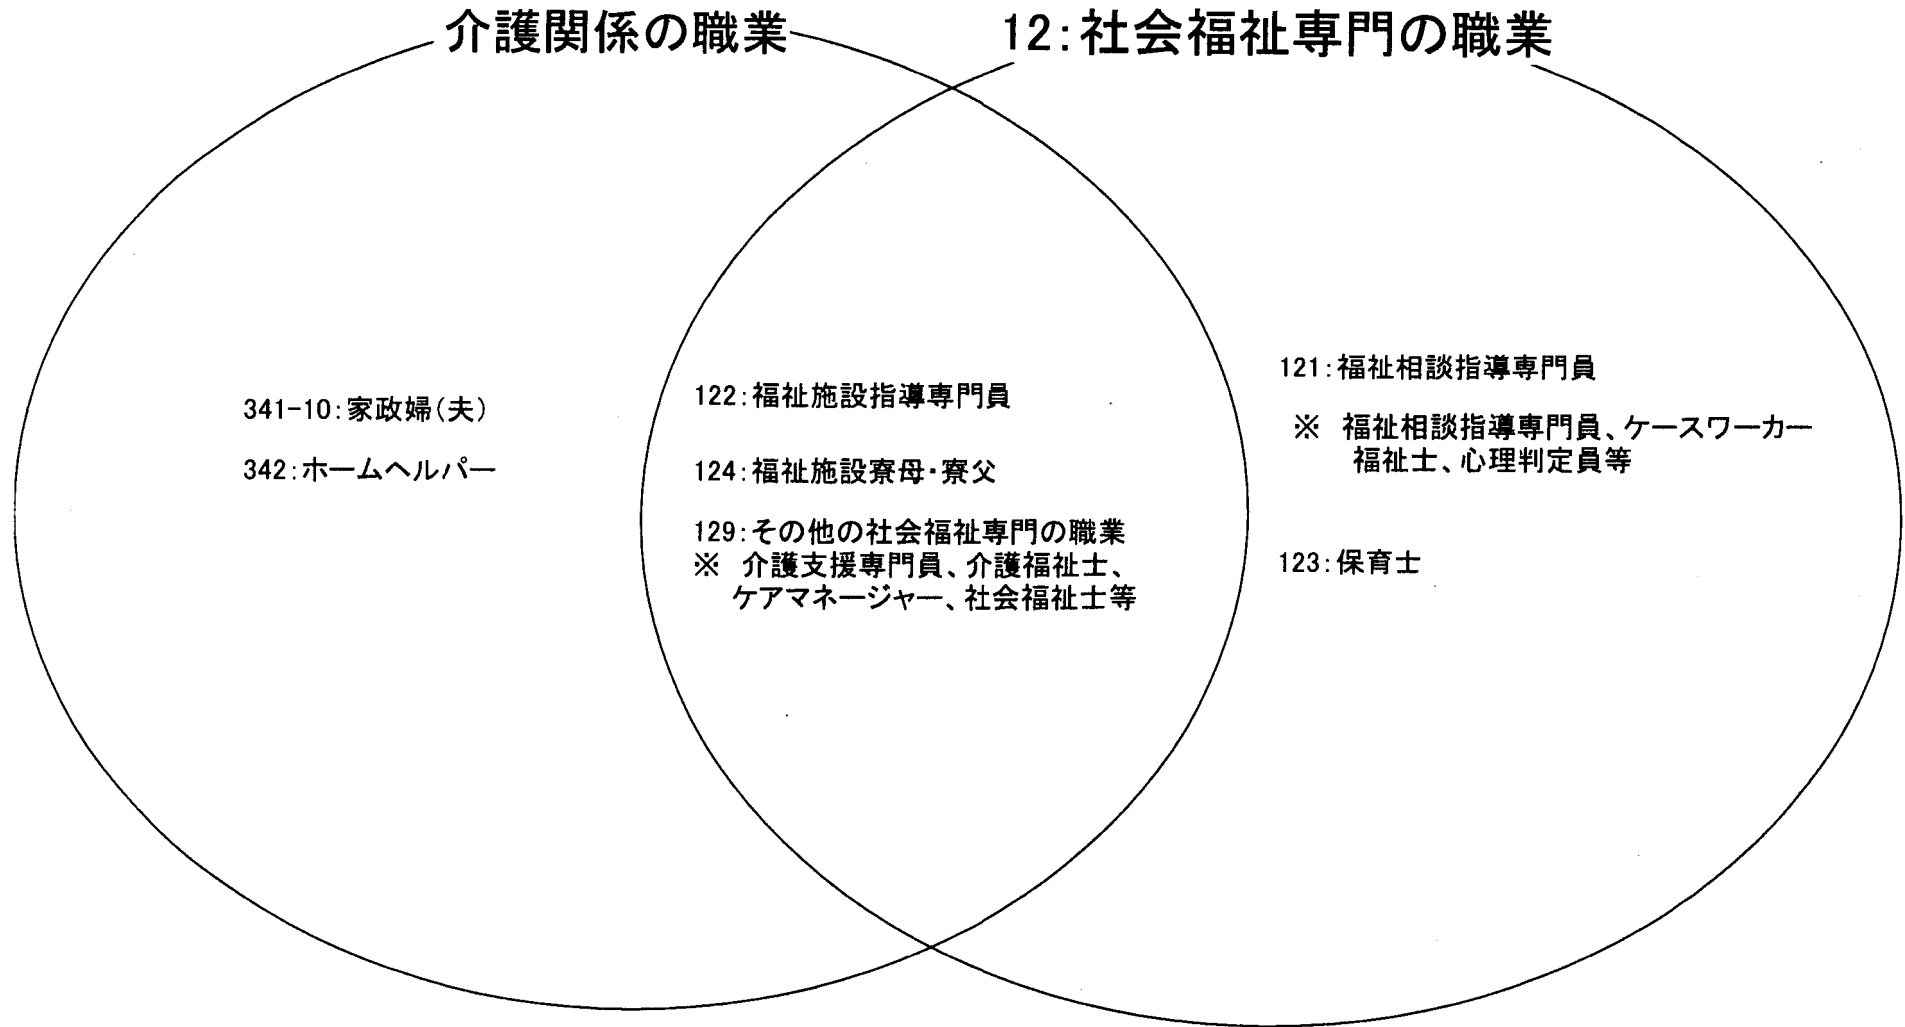 介護関係の職業
12:社会福祉専門の職業
341-10:家政婦(夫)
342:ホームヘルパー
122:福祉施設指導専門員
124:福祉施設寮母・寮父
129:その他の社会福祉専門の職業
※ 介護支援専門員、介護福祉士、
ケアマネージャー、社会福祉士等
121:福祉相談指導専門員
※ 福祉相談指導専門員、ケースワーカー
福祉士、心理判定員等
123:保育士